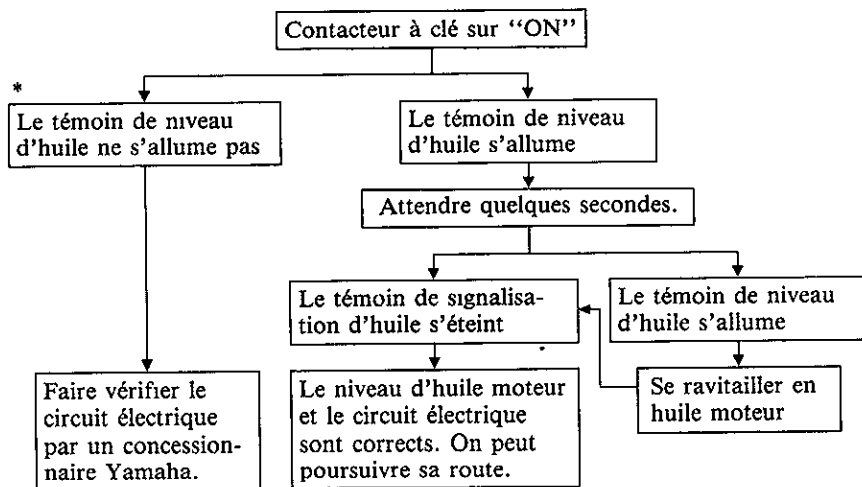 Contacteur à clé sur “ON”
*
Le témoin de niveau
d’huile ne s’allume pas
Le témoin de niveau
d’huile s’allume
Attendre quelques secondes.
Le témoin de signalisa-
tion d’huile s’éteint
Le témoin de niveau
d’huile s’allume
Faire vérifier le
circuit électrique
par un concession-
naire Yamaha.
Le niveau d’huile moteur
et le circuit électrique
sont corrects. On peut
poursuivre sa route.
Se ravitailler en
huile moteur